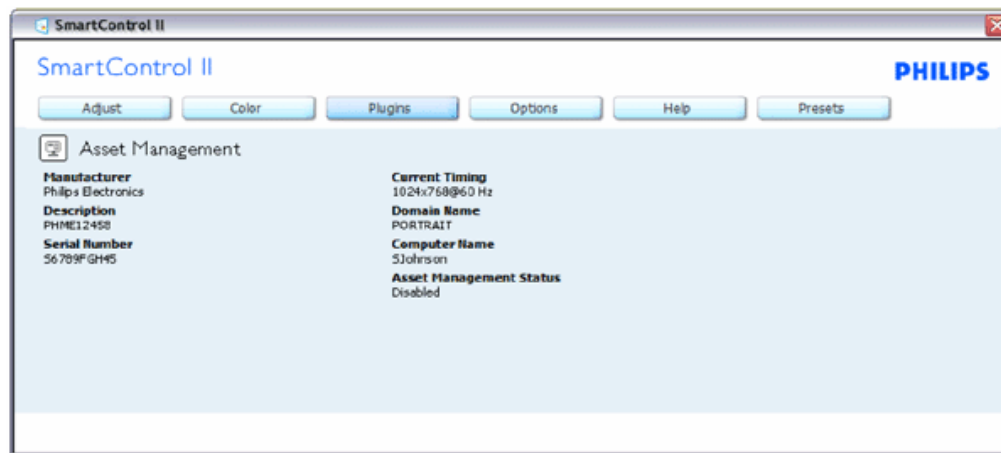 SmartControl II
SmartControl II
PHILIPS
Adjust Color Plugins Options Help Presets
Asset Management
Manufacturer
Philips Electronics
Description
PHME12458
Serial Number
S6789FGH45
Current Timing
1024x768@60 Hz
Domain Name
PORTRAIT
Computer Name
SJohnson
Asset Management Status
Disabled